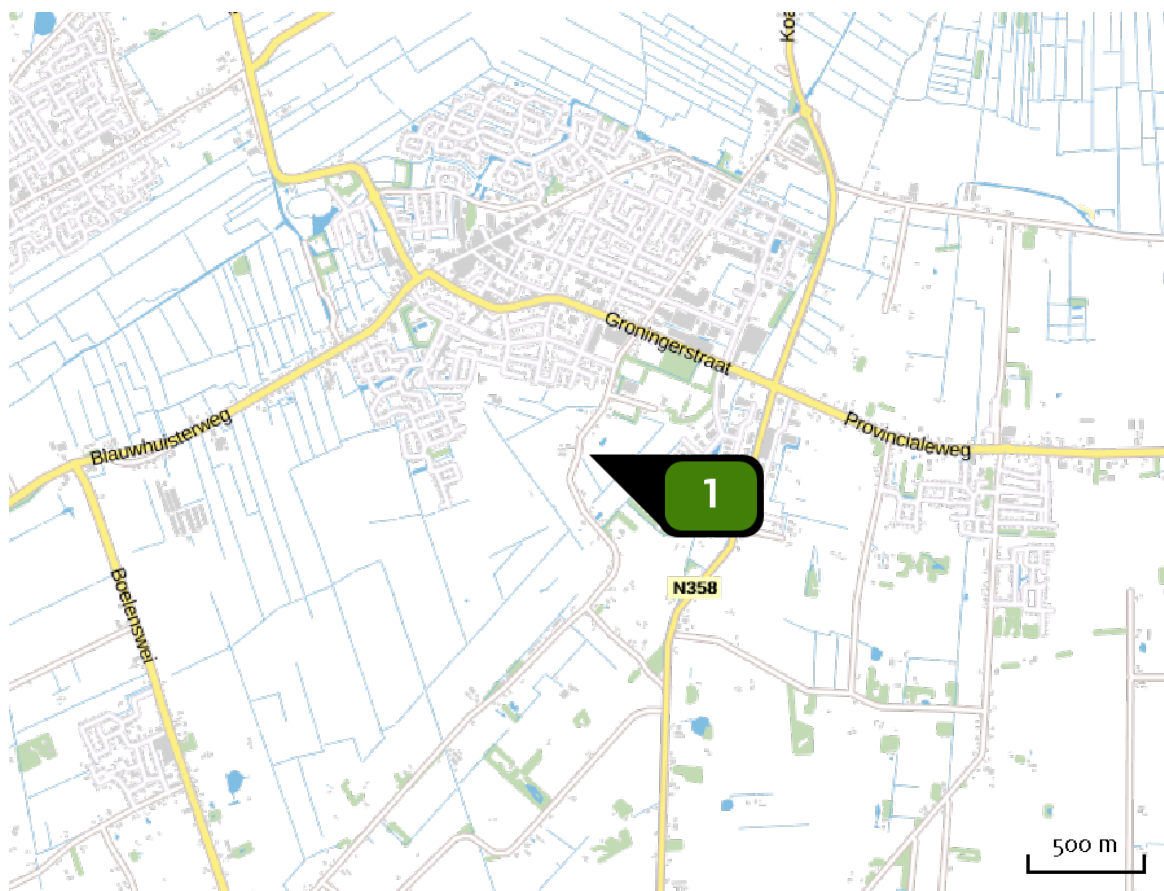 Koa
Groningerstraat
Provincialeweg
Blauwhuisterweg
1
N358
Boelenswei
500 m